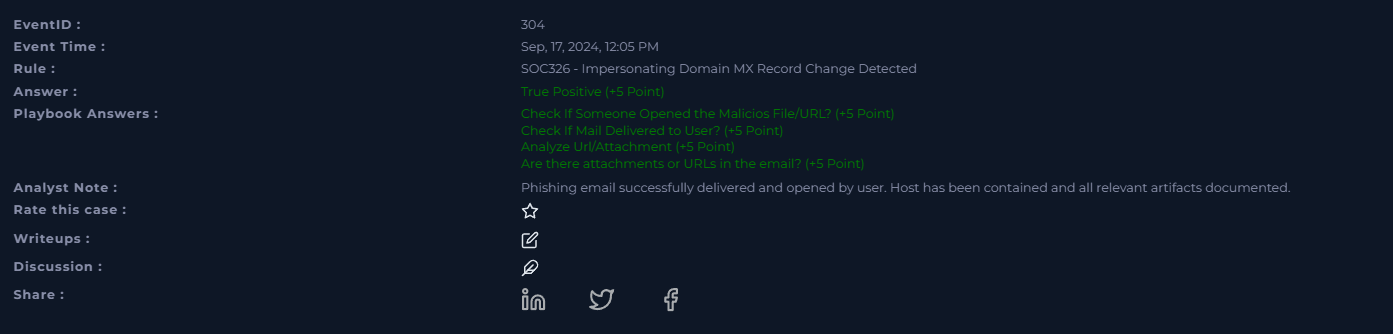 EventID : 304
Event Time : Sep, 17, 2024, 12:05 PM
Rule : SOC326 - Impersonating Domain MX Record Change Detected
Answer : True Positive (+5 Point)
Playbook Answers : Check If Someone Opened the Malicios File/URL? (+5 Point)
Check If Mail Delivered to User? (+5 Point)
Analyze Url/Attachment (+5 Point)
Are there attachments or URLs in the email? (+5 Point)
Analyst Note : Phishing email successfully delivered and opened by user. Host has been contained and all relevant artifacts documented.
Rate this case :
Writeups :
Discussion :
Share :